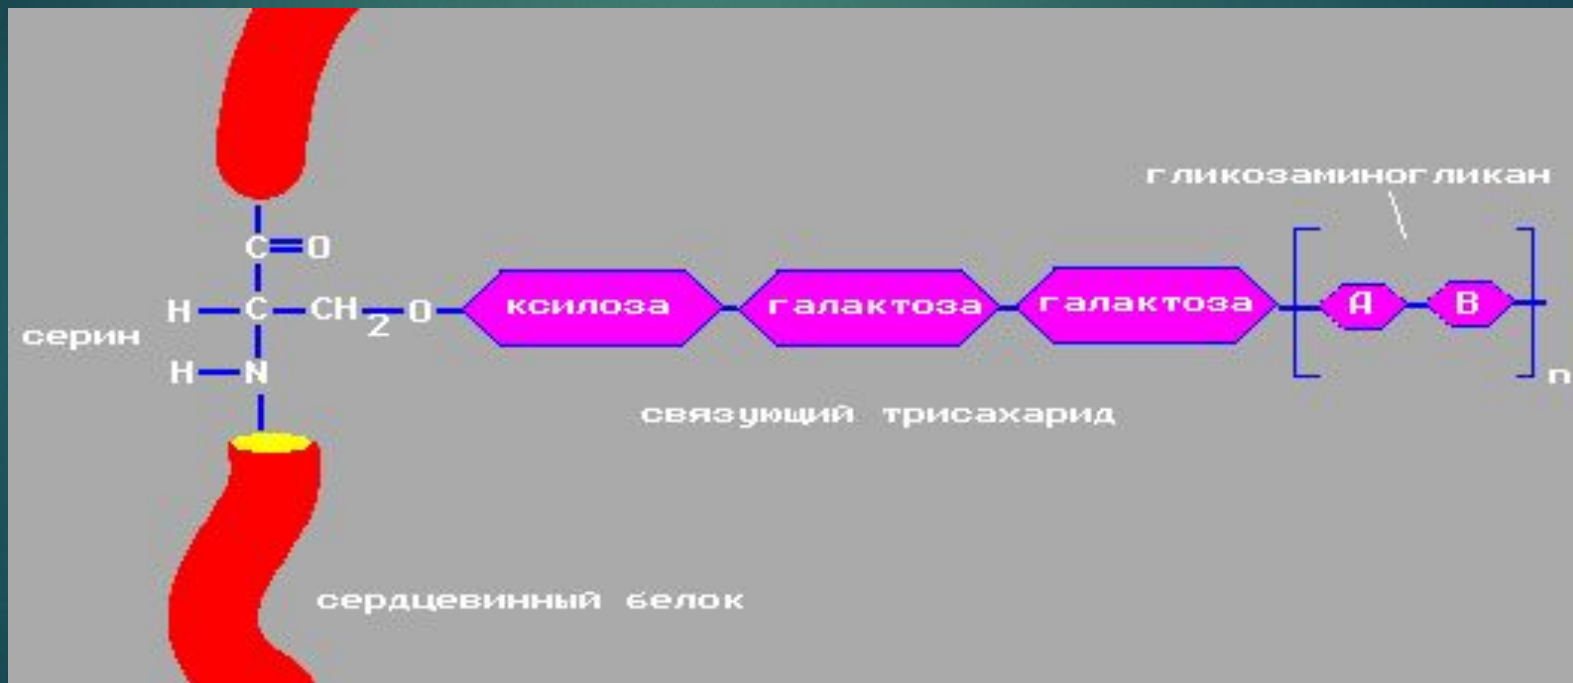 гликозаминогликан
C=O
H—C—CH2—O—ксилоза—галактоза—галактоза—[A—B]n
серин
H—N
связующий трисахарид
сердцевинный белок